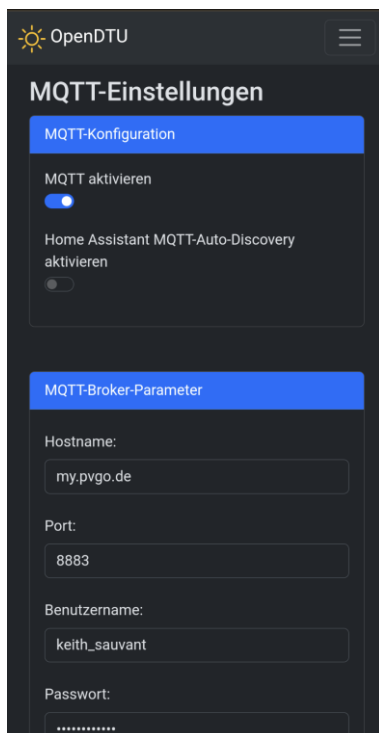 OpenDTU
MQTT-Einstellungen
MQTT-Konfiguration
MQTT aktivieren
Home Assistant MQTT-Auto-Discovery
aktivieren
MQTT-Broker-Parameter
Hostname:
my.pvgo.de
Port:
8883
Benutzername:
keith_sauvant
Passwort:
••••••••••••